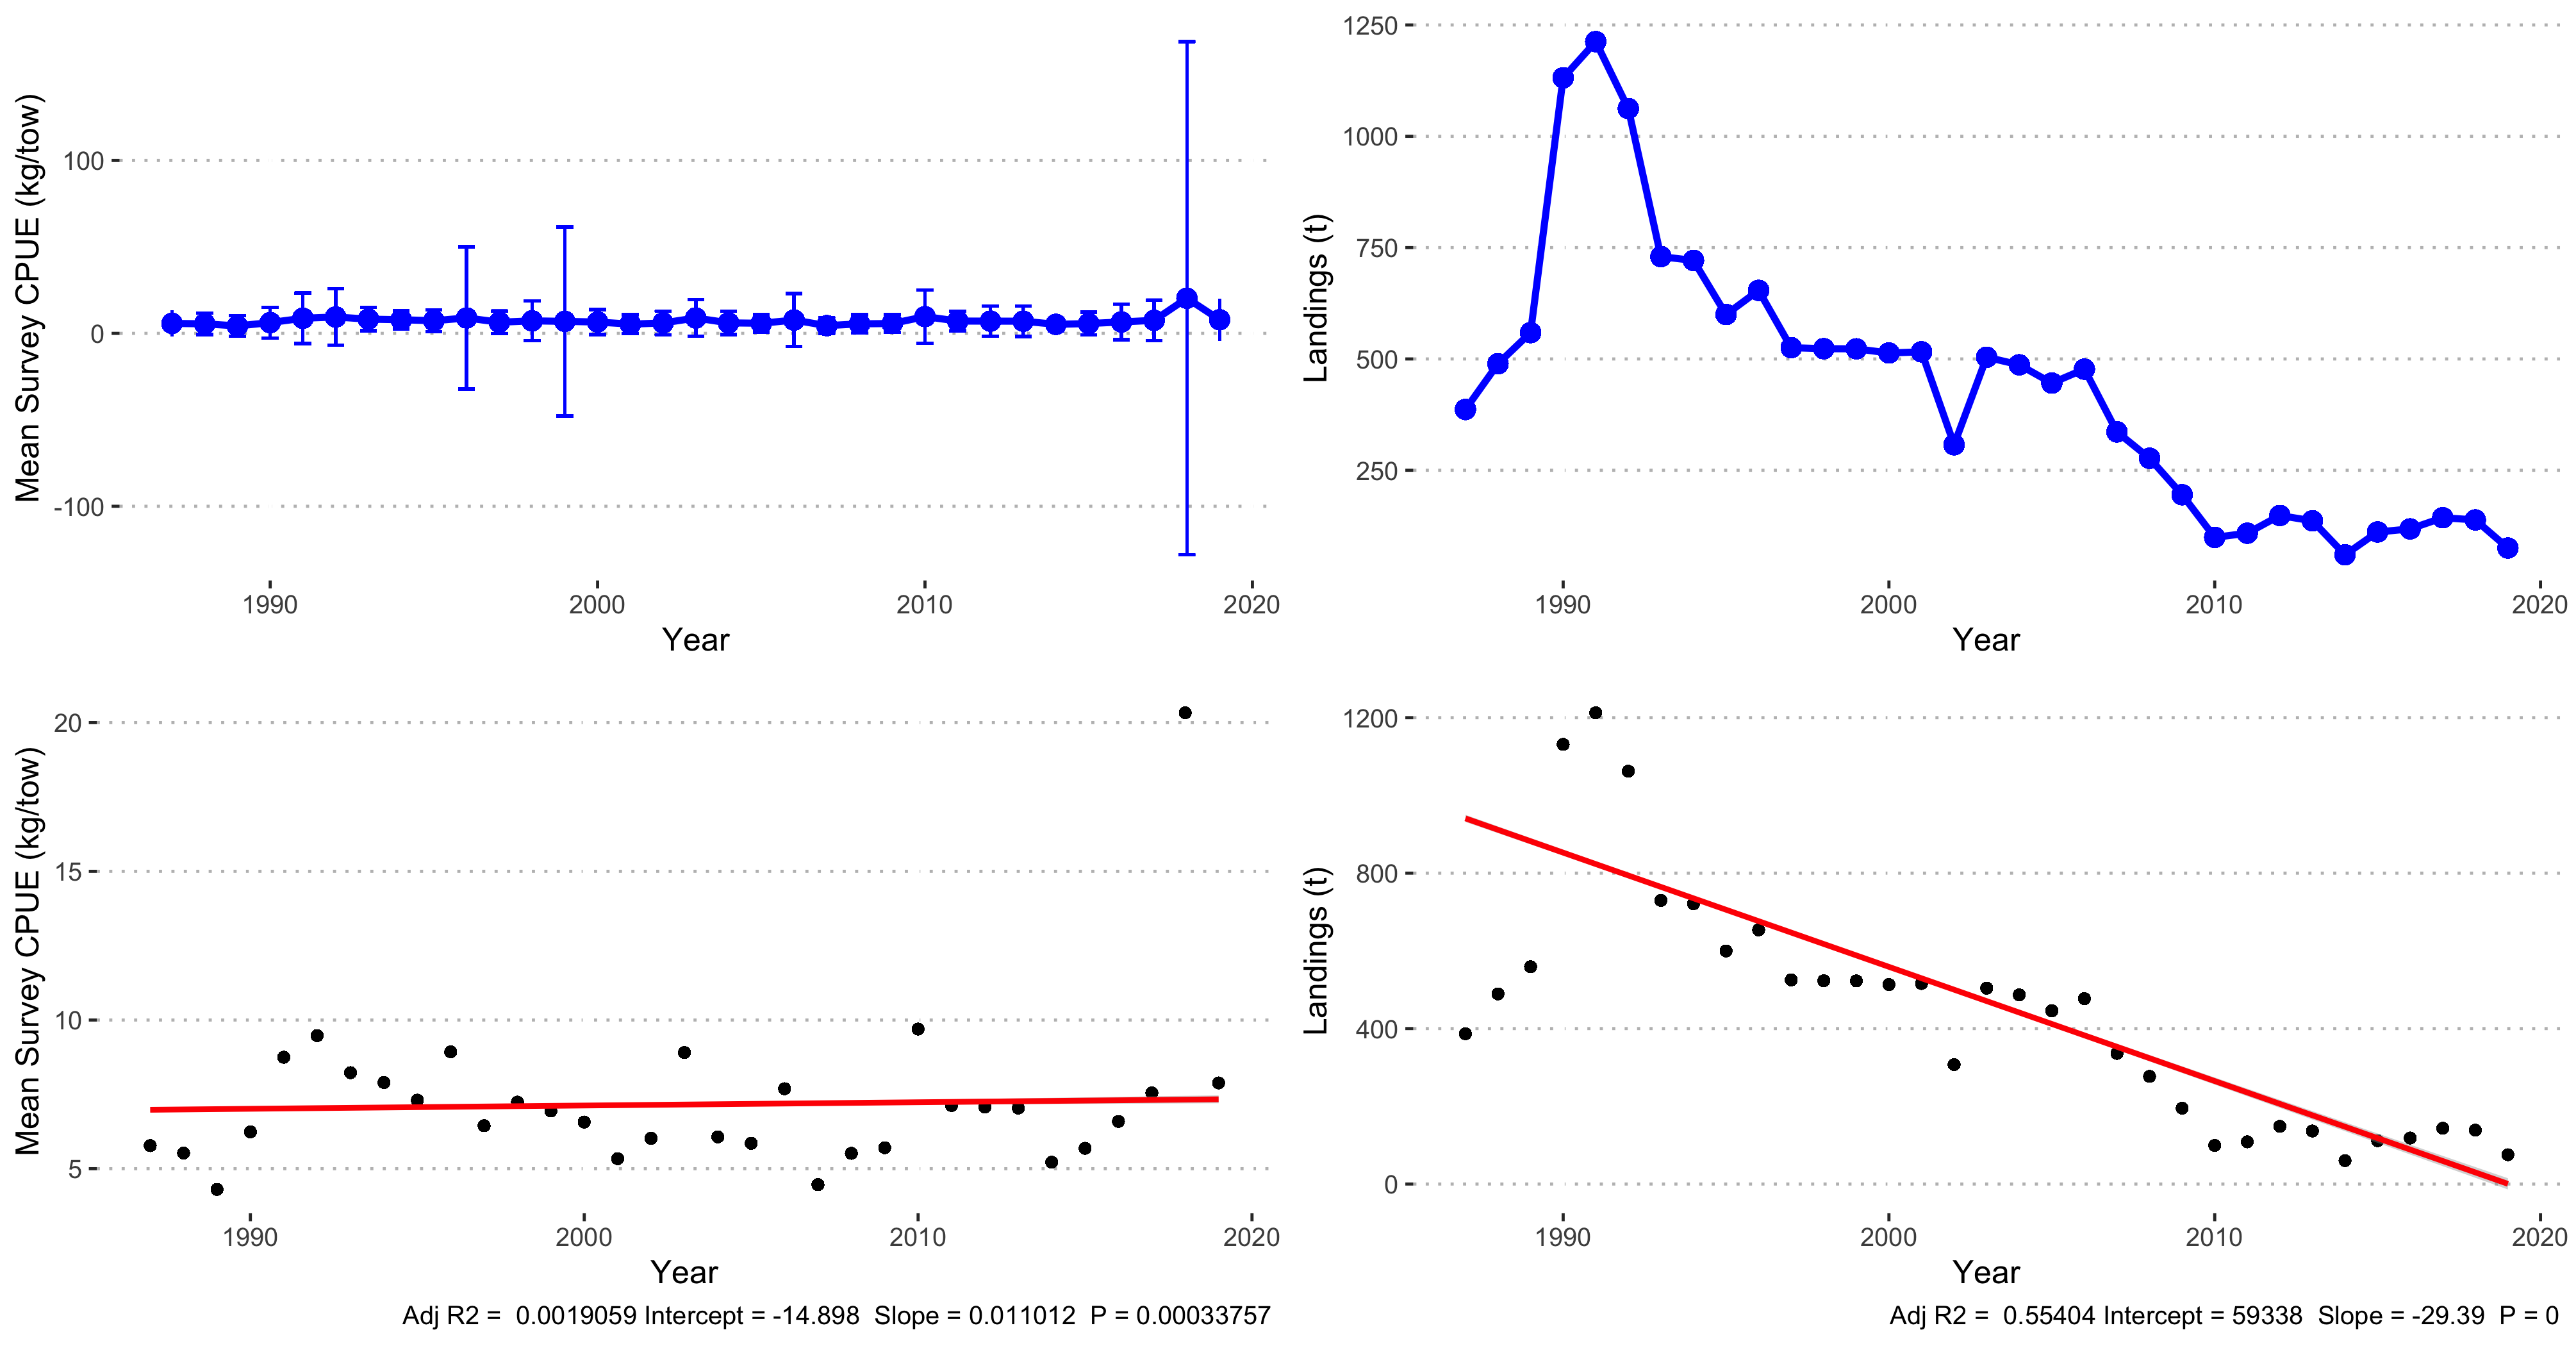 Mean Survey CPUE (kg/tow)
100
0
-100
1990 2000 2010 2020
Year
Landings (t)
1250
1000
750
500
250
1990 2000 2010 2020
Year
Mean Survey CPUE (kg/tow)
20
15
10
5
1990 2000 2010 2020
Year
Adj R2 =  0.0019059 Intercept = -14.898  Slope = 0.011012  P = 0.00033757
Landings (t)
1200
800
400
0
1990 2000 2010 2020
Year
Adj R2 =  0.55404 Intercept = 59338  Slope = -29.39  P = 0